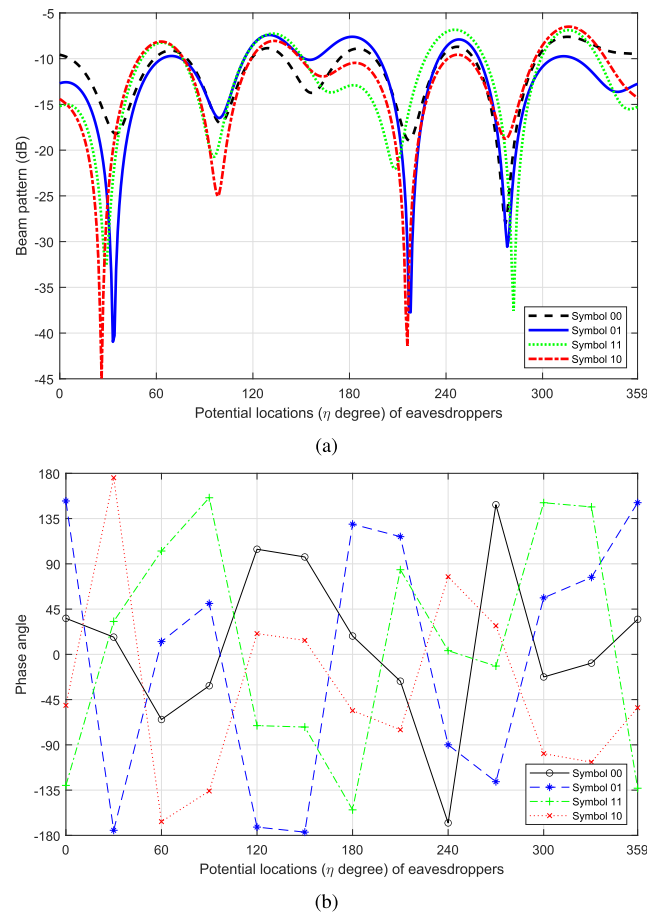 -5
-10
-15
-20
-25
-30
-35
-40
-45
Beam pattern (dB)
0 60 120 180 240 300 359
Potential locations (η degree) of eavesdroppers
Symbol 00
Symbol 01
Symbol 11
Symbol 10
(a)
180
135
90
45
0
-45
-90
-135
-180
Phase angle
0 60 120 180 240 300 359
Potential locations (η degree) of eavesdroppers
Symbol 00
Symbol 01
Symbol 11
Symbol 10
(b)